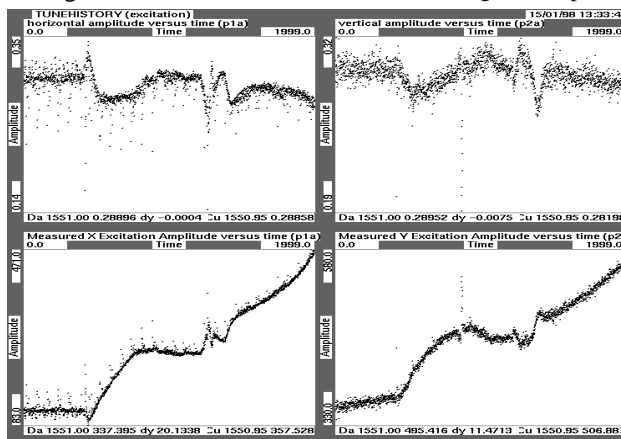 TUNEHISTORY (excitation)
15/01/98 13:33:4
horizontal amplitude versus time (p1a)
0.0 Time 1999.0
0.35
Amplitude
0.14
Da 1551.00 0.28896 dy -0.0004 Cu 1550.95 0.28858
vertical amplitude versus time (p2a)
0.0 Time 1999.0
0.32
Amplitude
0.19
Da 1551.00 0.28952 dy -0.0075 Cu 1550.95 0.28198
Measured X Excitation Amplitude versus time (p1a)
0.0 Time 1999.0
471.0
Amplitude
83.0
Da 1551.00 337.395 dy 20.1338 Cu 1550.95 357.528
Measured Y Excitation Amplitude versus time (p2
0.0 Time 1999.0
580.0
Amplitude
330.0
Da 1551.00 495.416 dy 11.4713 Cu 1550.95 506.887